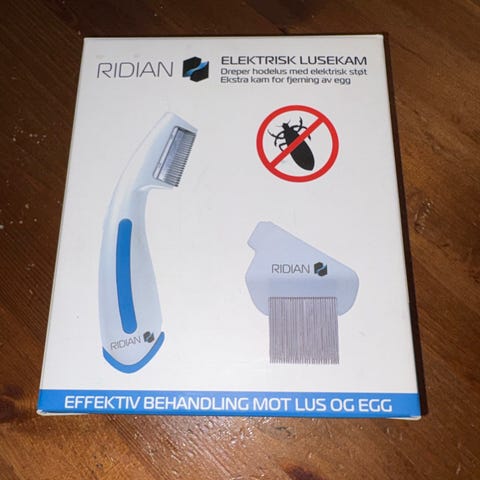 RIDIAN
ELEKTRISK LUSEKAM
Dreper hodelus med elektrisk støt
Ekstra kam for fjerning av egg
RIDIAN
RIDIAN
EFFEKTIV BEHANDLING MOT LUS OG EGG